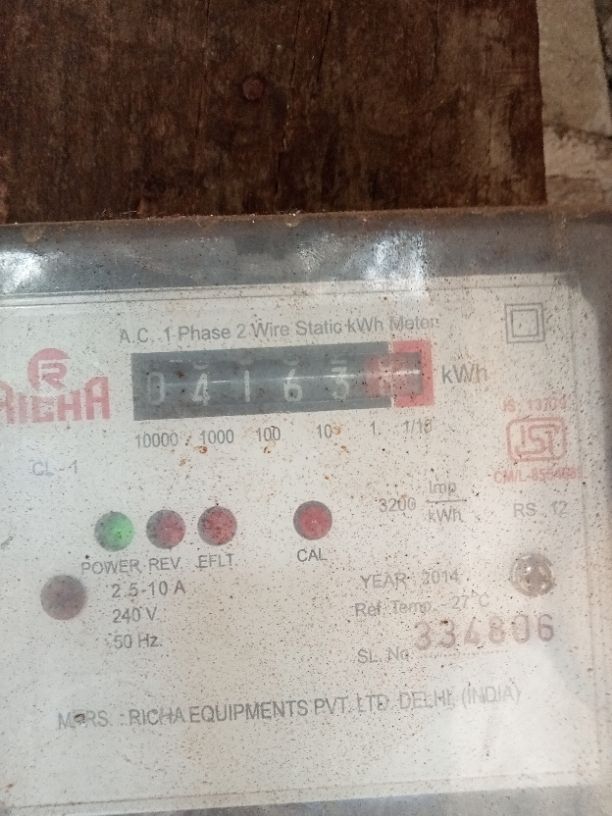 A.C. 1 Phase 2 Wire Static kWh Meter
RICHA
0 4 1 6 3
kWh
10000 1000 100 10 1 1/10
CL - 1
3200 Imp/kWh
RS. 12
POWER REV. EFLT. CAL
2.5-10 A
240 V.
50 Hz.
YEAR: 2014
Ref. Temp. -27°C
SL. No 334806
MFRS. : RICHA EQUIPMENTS PVT. LTD. DELHI, (INDIA)